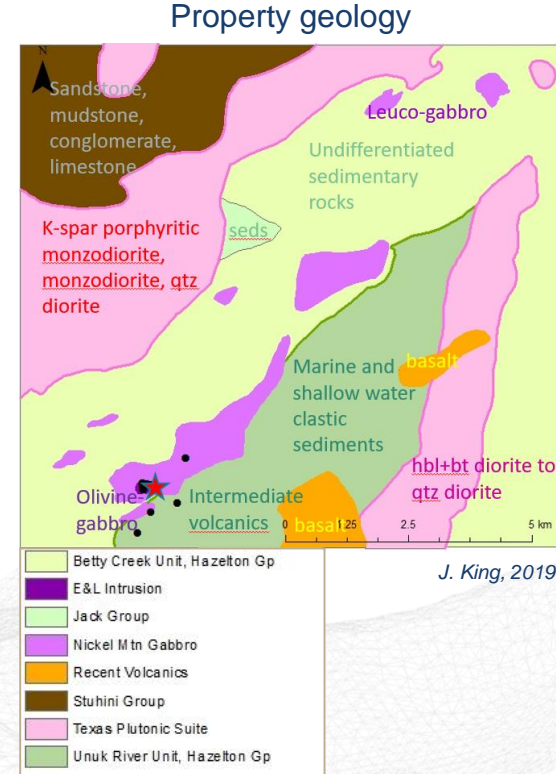 Property geology
N
Sandstone,
mudstone,
conglomerate,
limestone
Leuco-gabbro
Undifferentiated
sedimentary
rocks
K-spar porphyritic
monzodiorite,
monzodiorite, qtz
diorite
seds
Marine and
shallow water
clastic
sediments
basalt
hbl+bt diorite to
qtz diorite
Olivine
gabbro
Intermediate
volcanics
basalt
0 1.25 2.5 5 km
J. King, 2019
Betty Creek Unit, Hazelton Gp
E&L Intrusion
Jack Group
Nickel Mtn Gabbro
Recent Volcanics
Stuhini Group
Texas Plutonic Suite
Unuk River Unit, Hazelton Gp